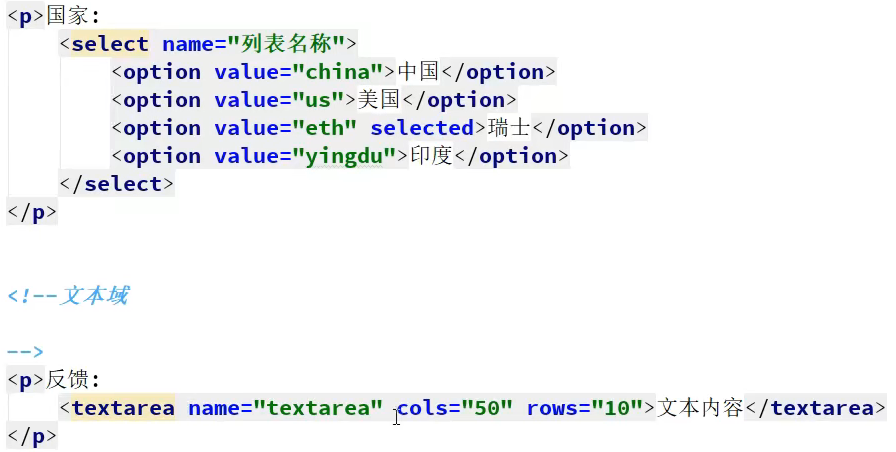 <p>国家:
<select name="列表名称">
<option value="china">中国</option>
<option value="us">美国</option>
<option value="eth" selected>瑞士</option>
<option value="yingdu">印度</option>
</select>
</p>
<!--文本域
-->
<p>反馈:
<textarea name="textarea" cols="50" rows="10">文本内容</textarea>
</p>